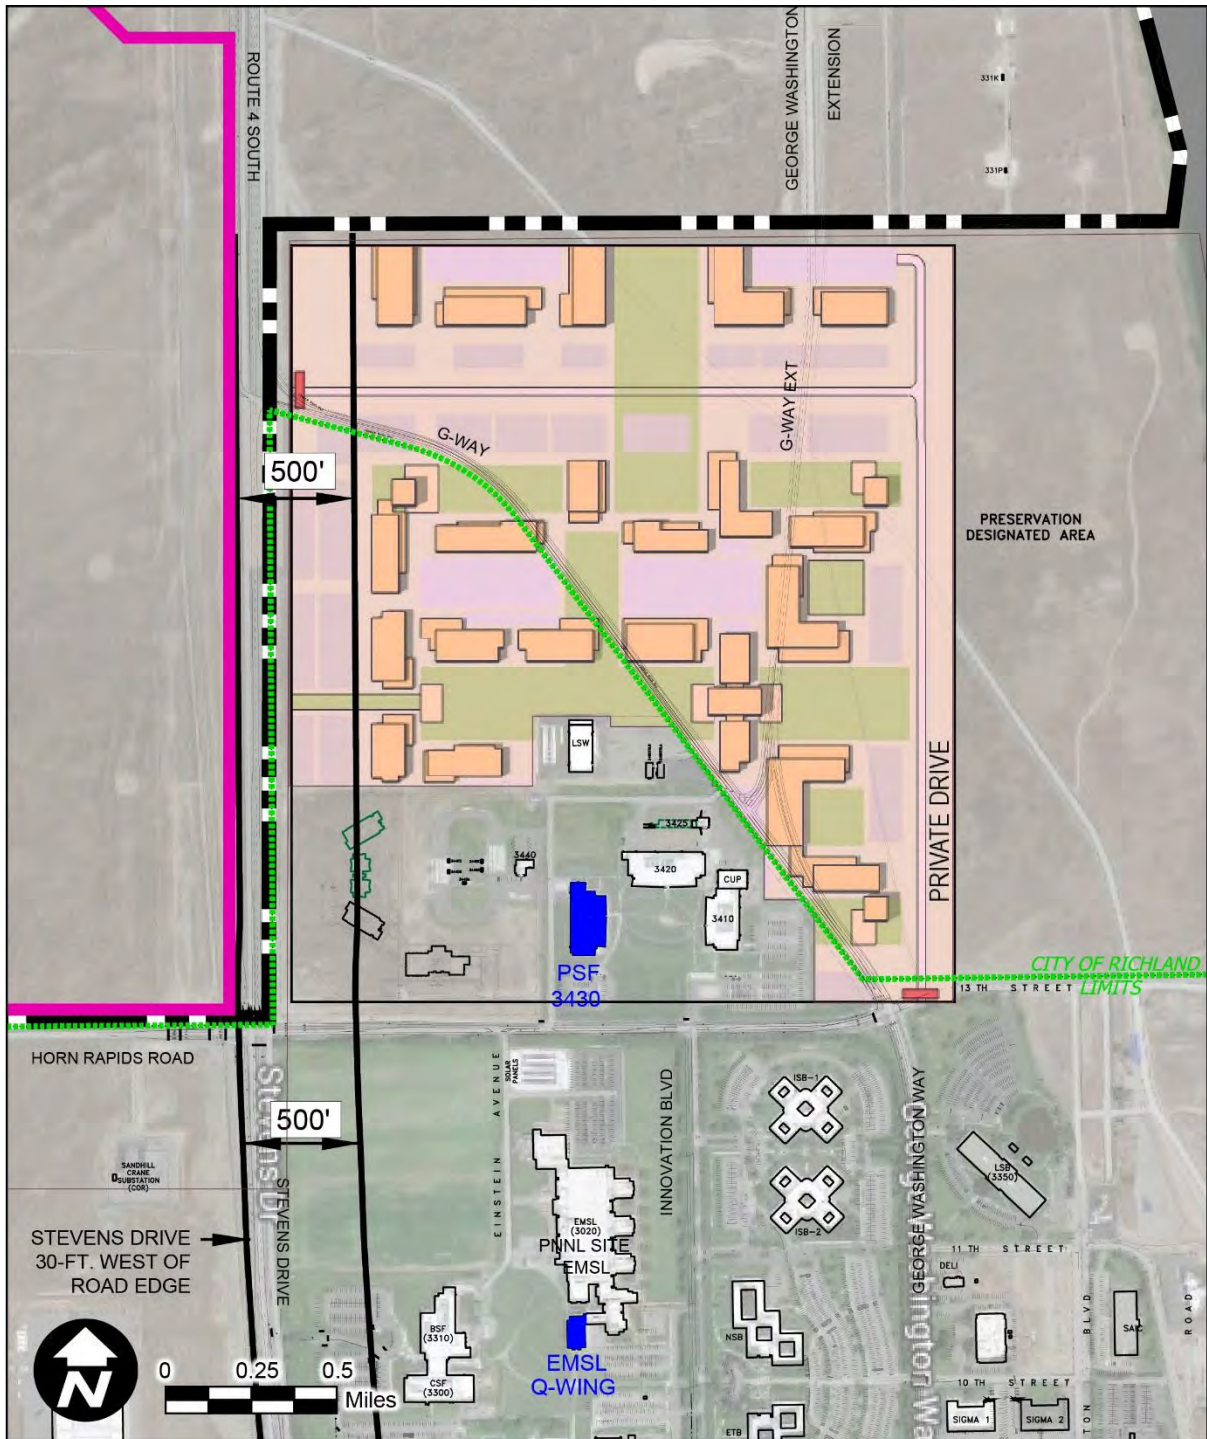 ROUTE 4 SOUTH
GEORGE WASHINGTON
EXTENSION
331K
331P
G-WAY
G-WAY EXT
500'
PRESERVATION
DESIGNATED AREA
PRIVATE DRIVE
LSW
3425
3440
3420
CUP
3410
PSF
3430
CITY OF RICHLAND
LIMITS
13 TH STREET
HORN RAPIDS ROAD
Stevens Dr
EINSTEIN AVENUE
SOLAR
PANELS
INNOVATION BLVD
ISB-1
GEORGE WASHINGTON WAY
George Washington Wa
LSB
(3350)
500'
SANDHILL
CRANE
SUBSTATION
(COR)
STEVENS DRIVE
ISB-2
EMSL
(3020)
PNNL SITE
EMSL
STEVENS DRIVE
30-FT. WEST OF
ROAD EDGE
11 TH STREET
DELI
BLVD
ROAD
BSF
(3310)
NSB
SAIC
EMSL
Q-WING
CSF
(3300)
10 TH STREET
N
0 0.25 0.5
Miles
SIGMA 1
SIGMA 2
TON
ETB